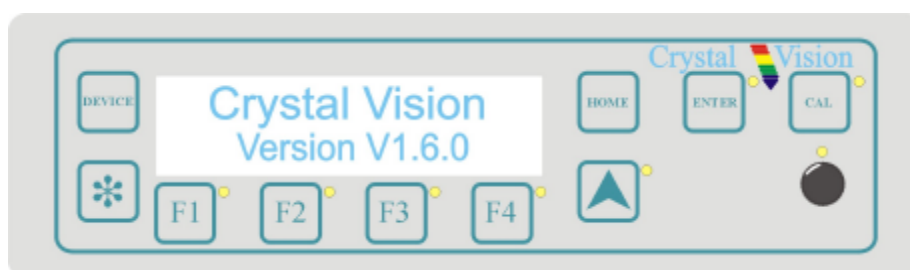 Crystal Vision
DEVICE
Crystal Vision
Version V1.6.0
HOME
ENTER
CAL
F1
F2
F3
F4